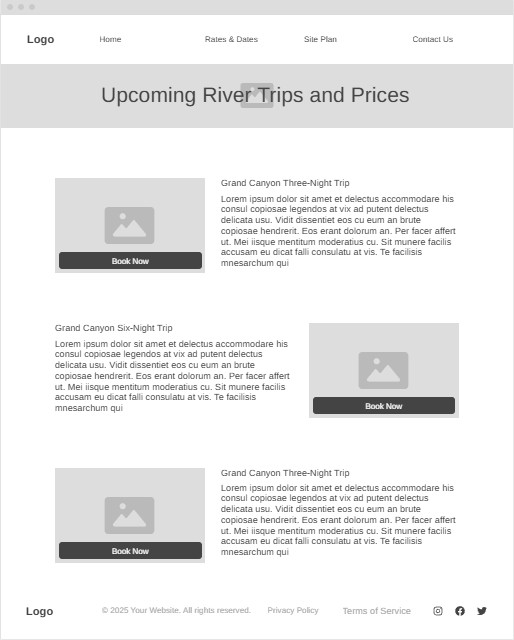 Logo
Home
Rates & Dates
Site Plan
Contact Us
Upcoming River Trips and Prices
Book Now
Grand Canyon Three-Night Trip
Lorem ipsum dolor sit amet et delectus accommodare his
consul copiosae legendos at vix ad putent delectus
delicata usu. Vidit dissentiet eos cu eum an brute
copiosae hendrerit. Eos erant dolorum an. Per facer affert
ut. Mei iisque mentitum moderatius cu. Sit munere facilis
accusam eu dicat falli consulatu at vis. Te facilisis
mnesarchum qui
Grand Canyon Six-Night Trip
Lorem ipsum dolor sit amet et delectus accommodare his
consul copiosae legendos at vix ad putent delectus
delicata usu. Vidit dissentiet eos cu eum an brute
copiosae hendrerit. Eos erant dolorum an. Per facer affert
ut. Mei iisque mentitum moderatius cu. Sit munere facilis
accusam eu dicat falli consulatu at vis. Te facilisis
mnesarchum qui
Book Now
Book Now
Grand Canyon Three-Night Trip
Lorem ipsum dolor sit amet et delectus accommodare his
consul copiosae legendos at vix ad putent delectus
delicata usu. Vidit dissentiet eos cu eum an brute
copiosae hendrerit. Eos erant dolorum an. Per facer affert
ut. Mei iisque mentitum moderatius cu. Sit munere facilis
accusam eu dicat falli consulatu at vis. Te facilisis
mnesarchum qui
Logo
© 2025 Your Website. All rights reserved.
Privacy Policy
Terms of Service